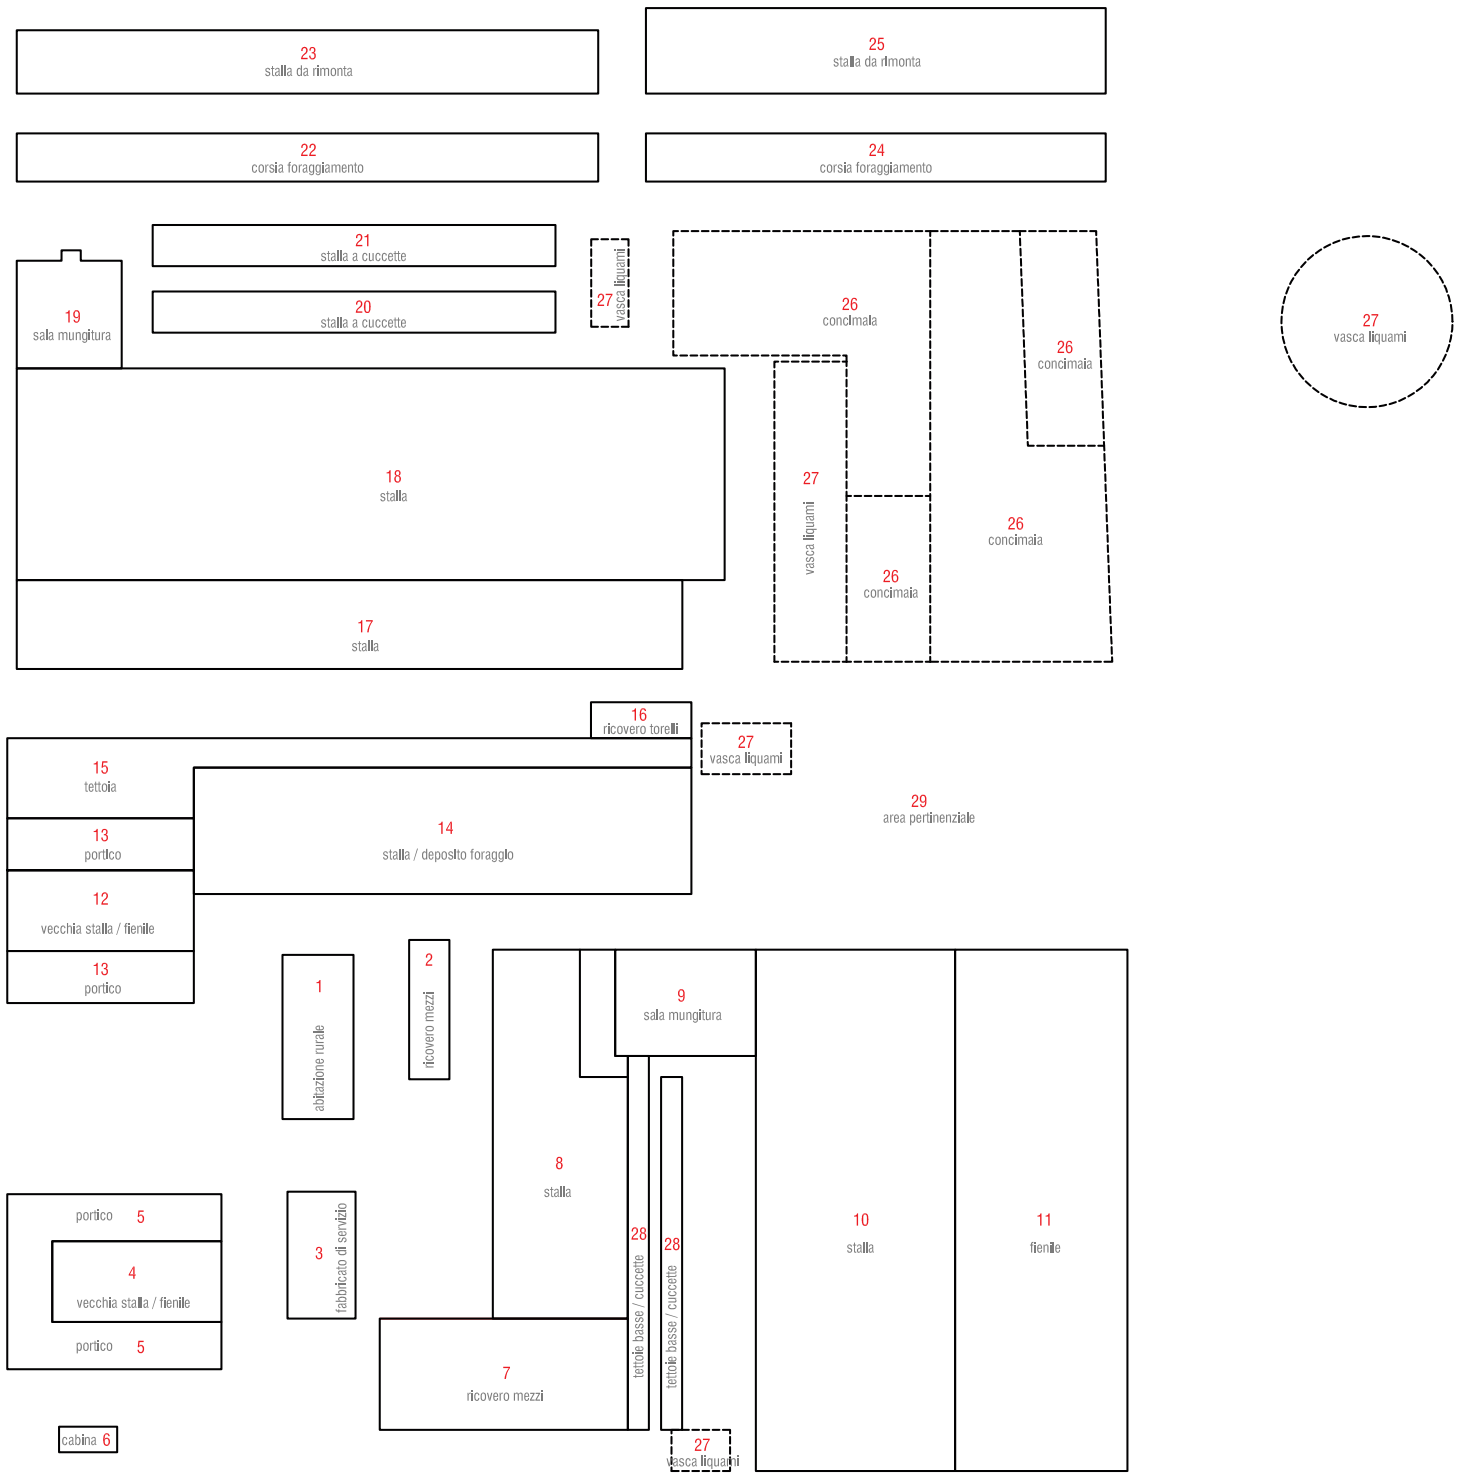 23
stalla da rimonta
25
stalla da rimonta
22
corsia foraggiamento
24
corsia foraggiamento
21
stalla a cuccette
20
stalla a cuccette
27
vasca liquami
19
sala mungitura
26
concimaia
26
concimaia
27
vasca liquami
18
stalla
27
vasca liquami
26
concimaia
26
concimaia
17
stalla
16
ricovero torelli
27
vasca liquami
15
tettoia
29
area pertinenziale
13
portico
14
stalla / deposito foraggio
12
vecchia stalla / fienile
13
portico
1
abitazione rurale
2
ricovero mezzi
9
sala mungitura
8
stalla
10
stalla
11
fienile
portico 5
4
vecchia stalla / fienile
portico 5
3
fabbricato di servizio
28
tettoie basse / cuccette
28
tettoie basse / cuccette
7
ricovero mezzi
cabina 6
27
vasca liquami